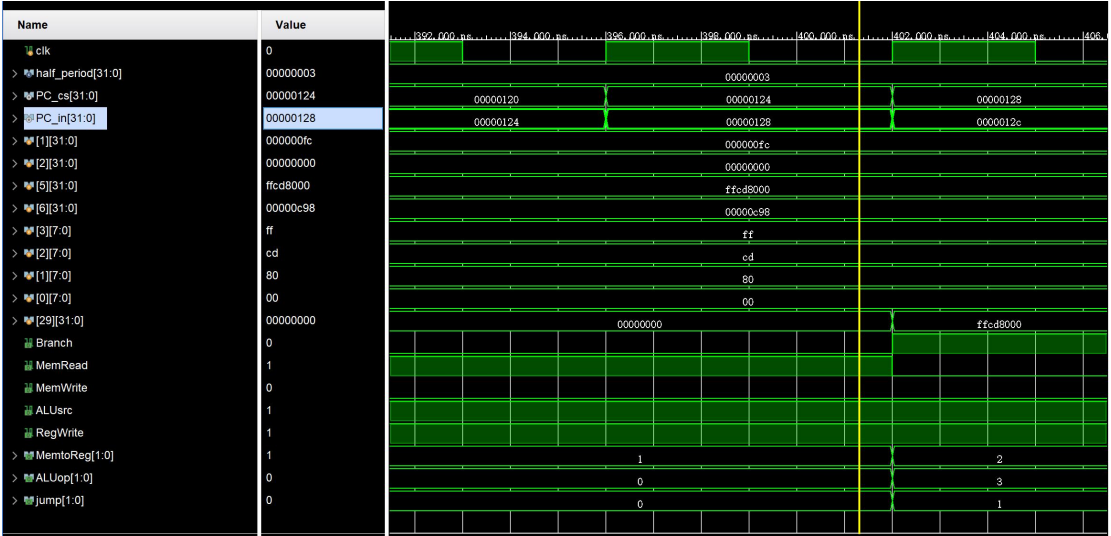 Name Value
392.000 ns 394.000 ns 396.000 ns 398.000 ns 400.000 ns 402.000 ns 404.000 ns 406.
clk 0
half_period[31:0] 00000003 00000003
PC_cs[31:0] 00000124 00000120 00000124 00000128
PC_in[31:0] 00000128 00000124 00000128 0000012c
[1][31:0] 000000fc 000000fc
[2][31:0] 00000000 00000000
[5][31:0] ffcd8000 ffcd8000
[6][31:0] 00000c98 00000c98
[3][7:0] ff ff
[2][7:0] cd cd
[1][7:0] 80 80
[0][7:0] 00 00
[29][31:0] 00000000 00000000 ffcd8000
Branch 0
MemRead 1
MemWrite 0
ALUsrc 1
RegWrite 1
MemtoReg[1:0] 1 1 2
ALUop[1:0] 0 0 3
jump[1:0] 0 0 1